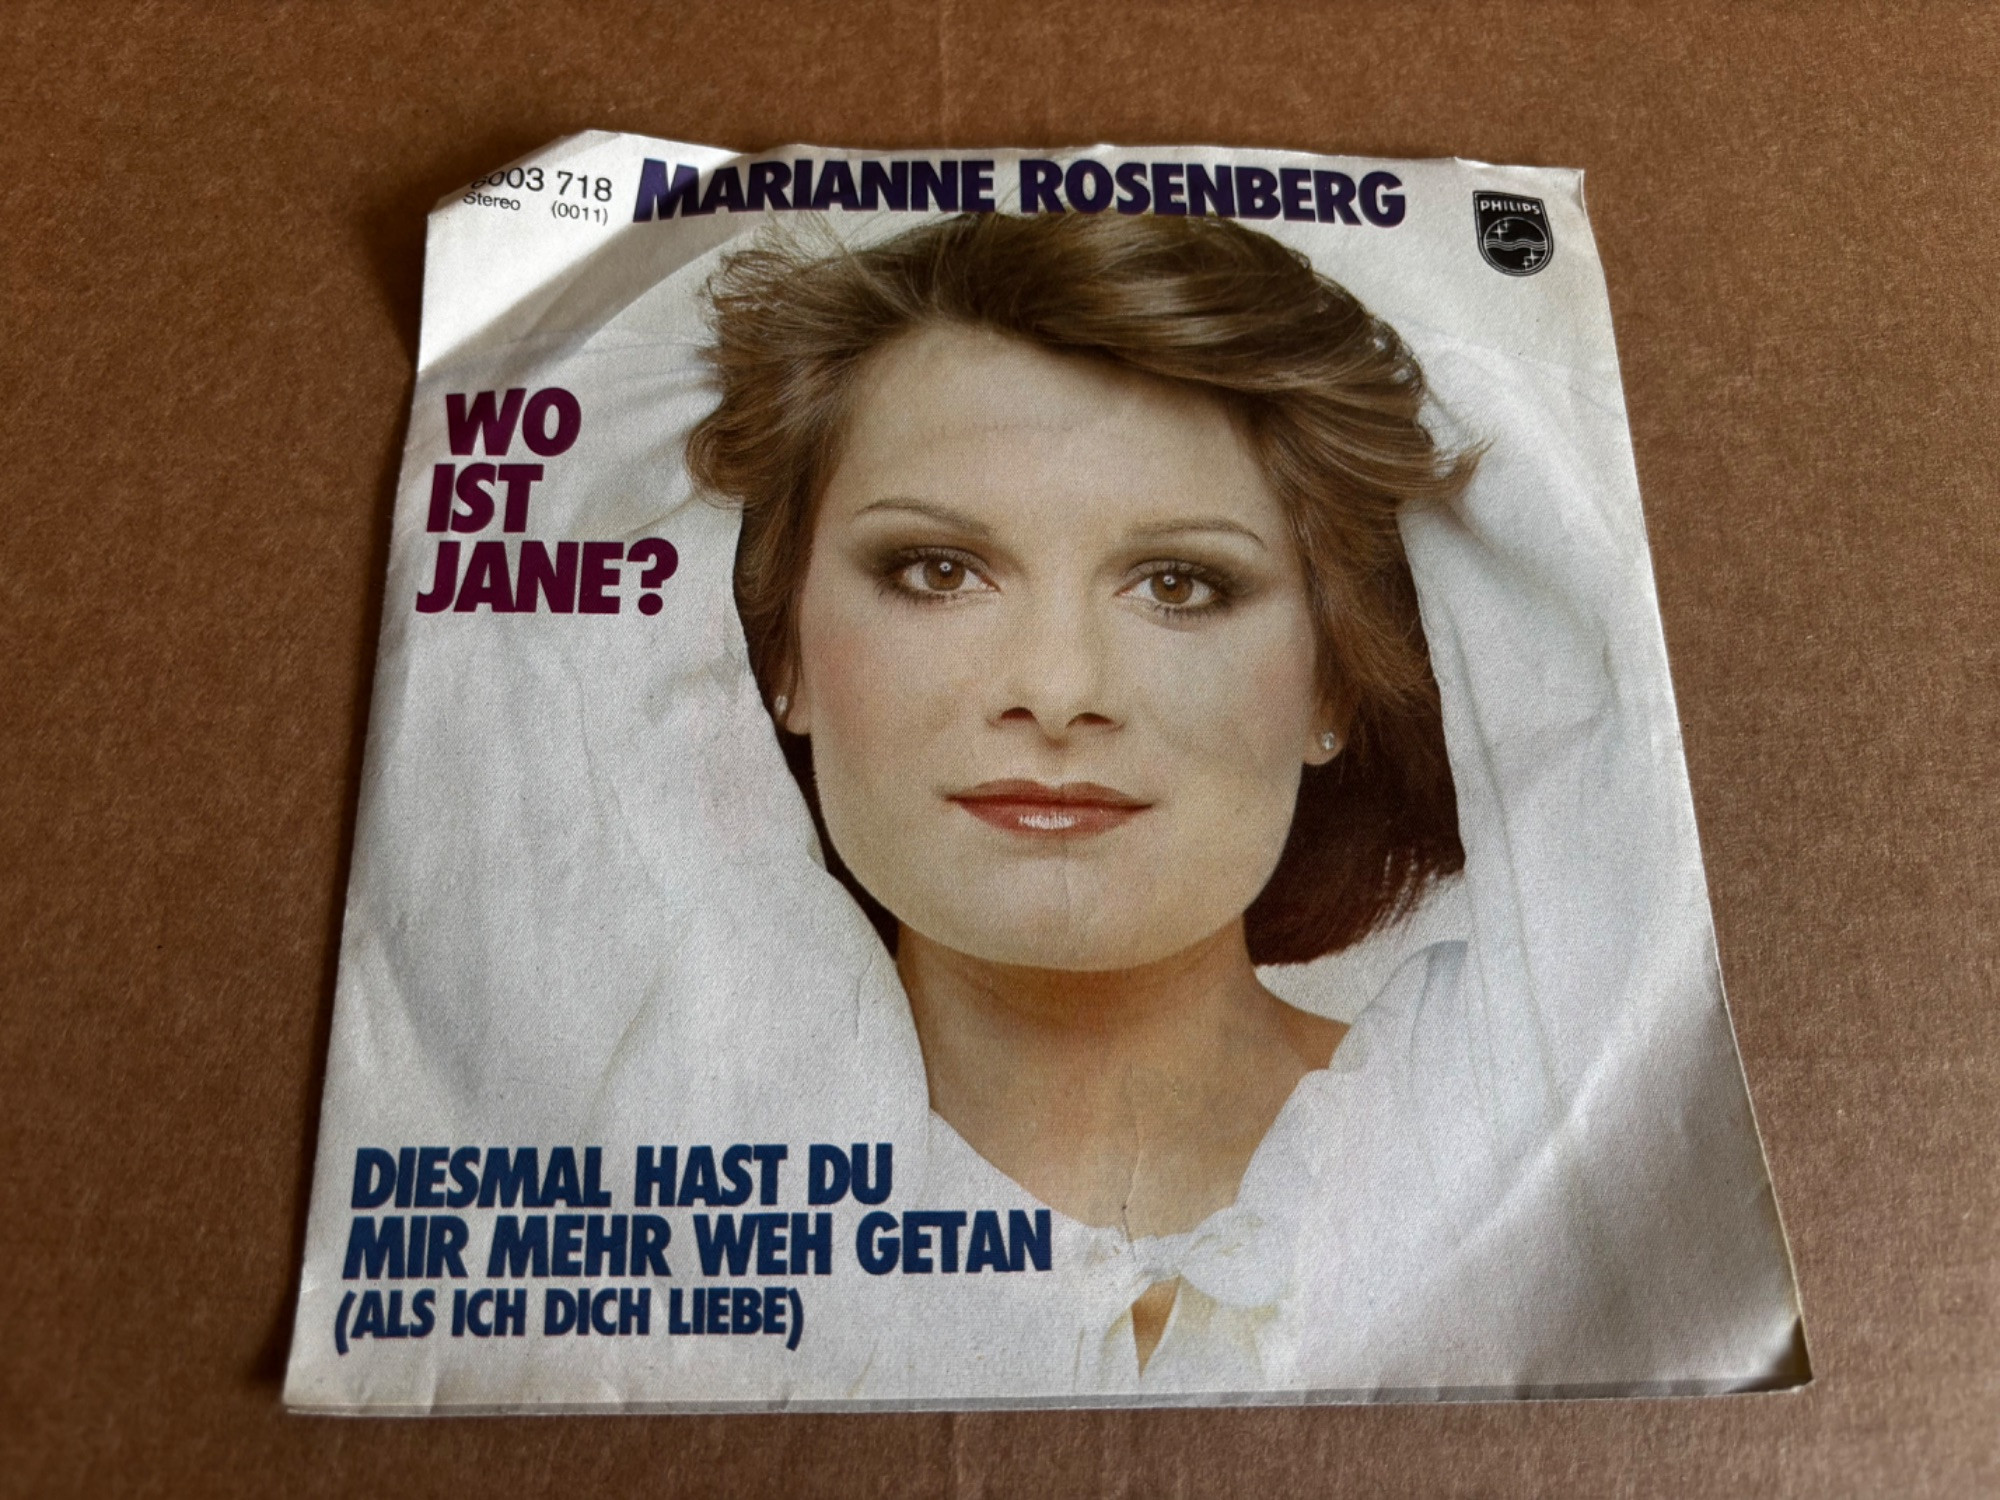 6003 718
Stereo (0011)
MARIANNE ROSENBERG
PHILIPS
WO
IST
JANE?
DIESMAL HAST DU
MIR MEHR WEH GETAN
(ALS ICH DICH LIEBE)